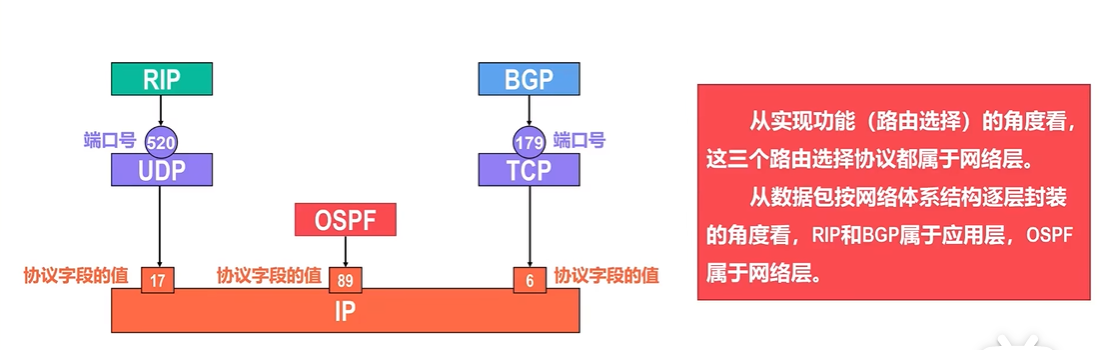 RIP
BGP
端口号 520
179 端口号
UDP
TCP
OSPF
协议字段的值 17
协议字段的值 89
6 协议字段的值
IP
从实现功能（路由选择）的角度看，
这三个路由选择协议都属于网络层。
从数据包按网络体系结构逐层封装
的角度看，RIP和BGP属于应用层，OSPF
属于网络层。